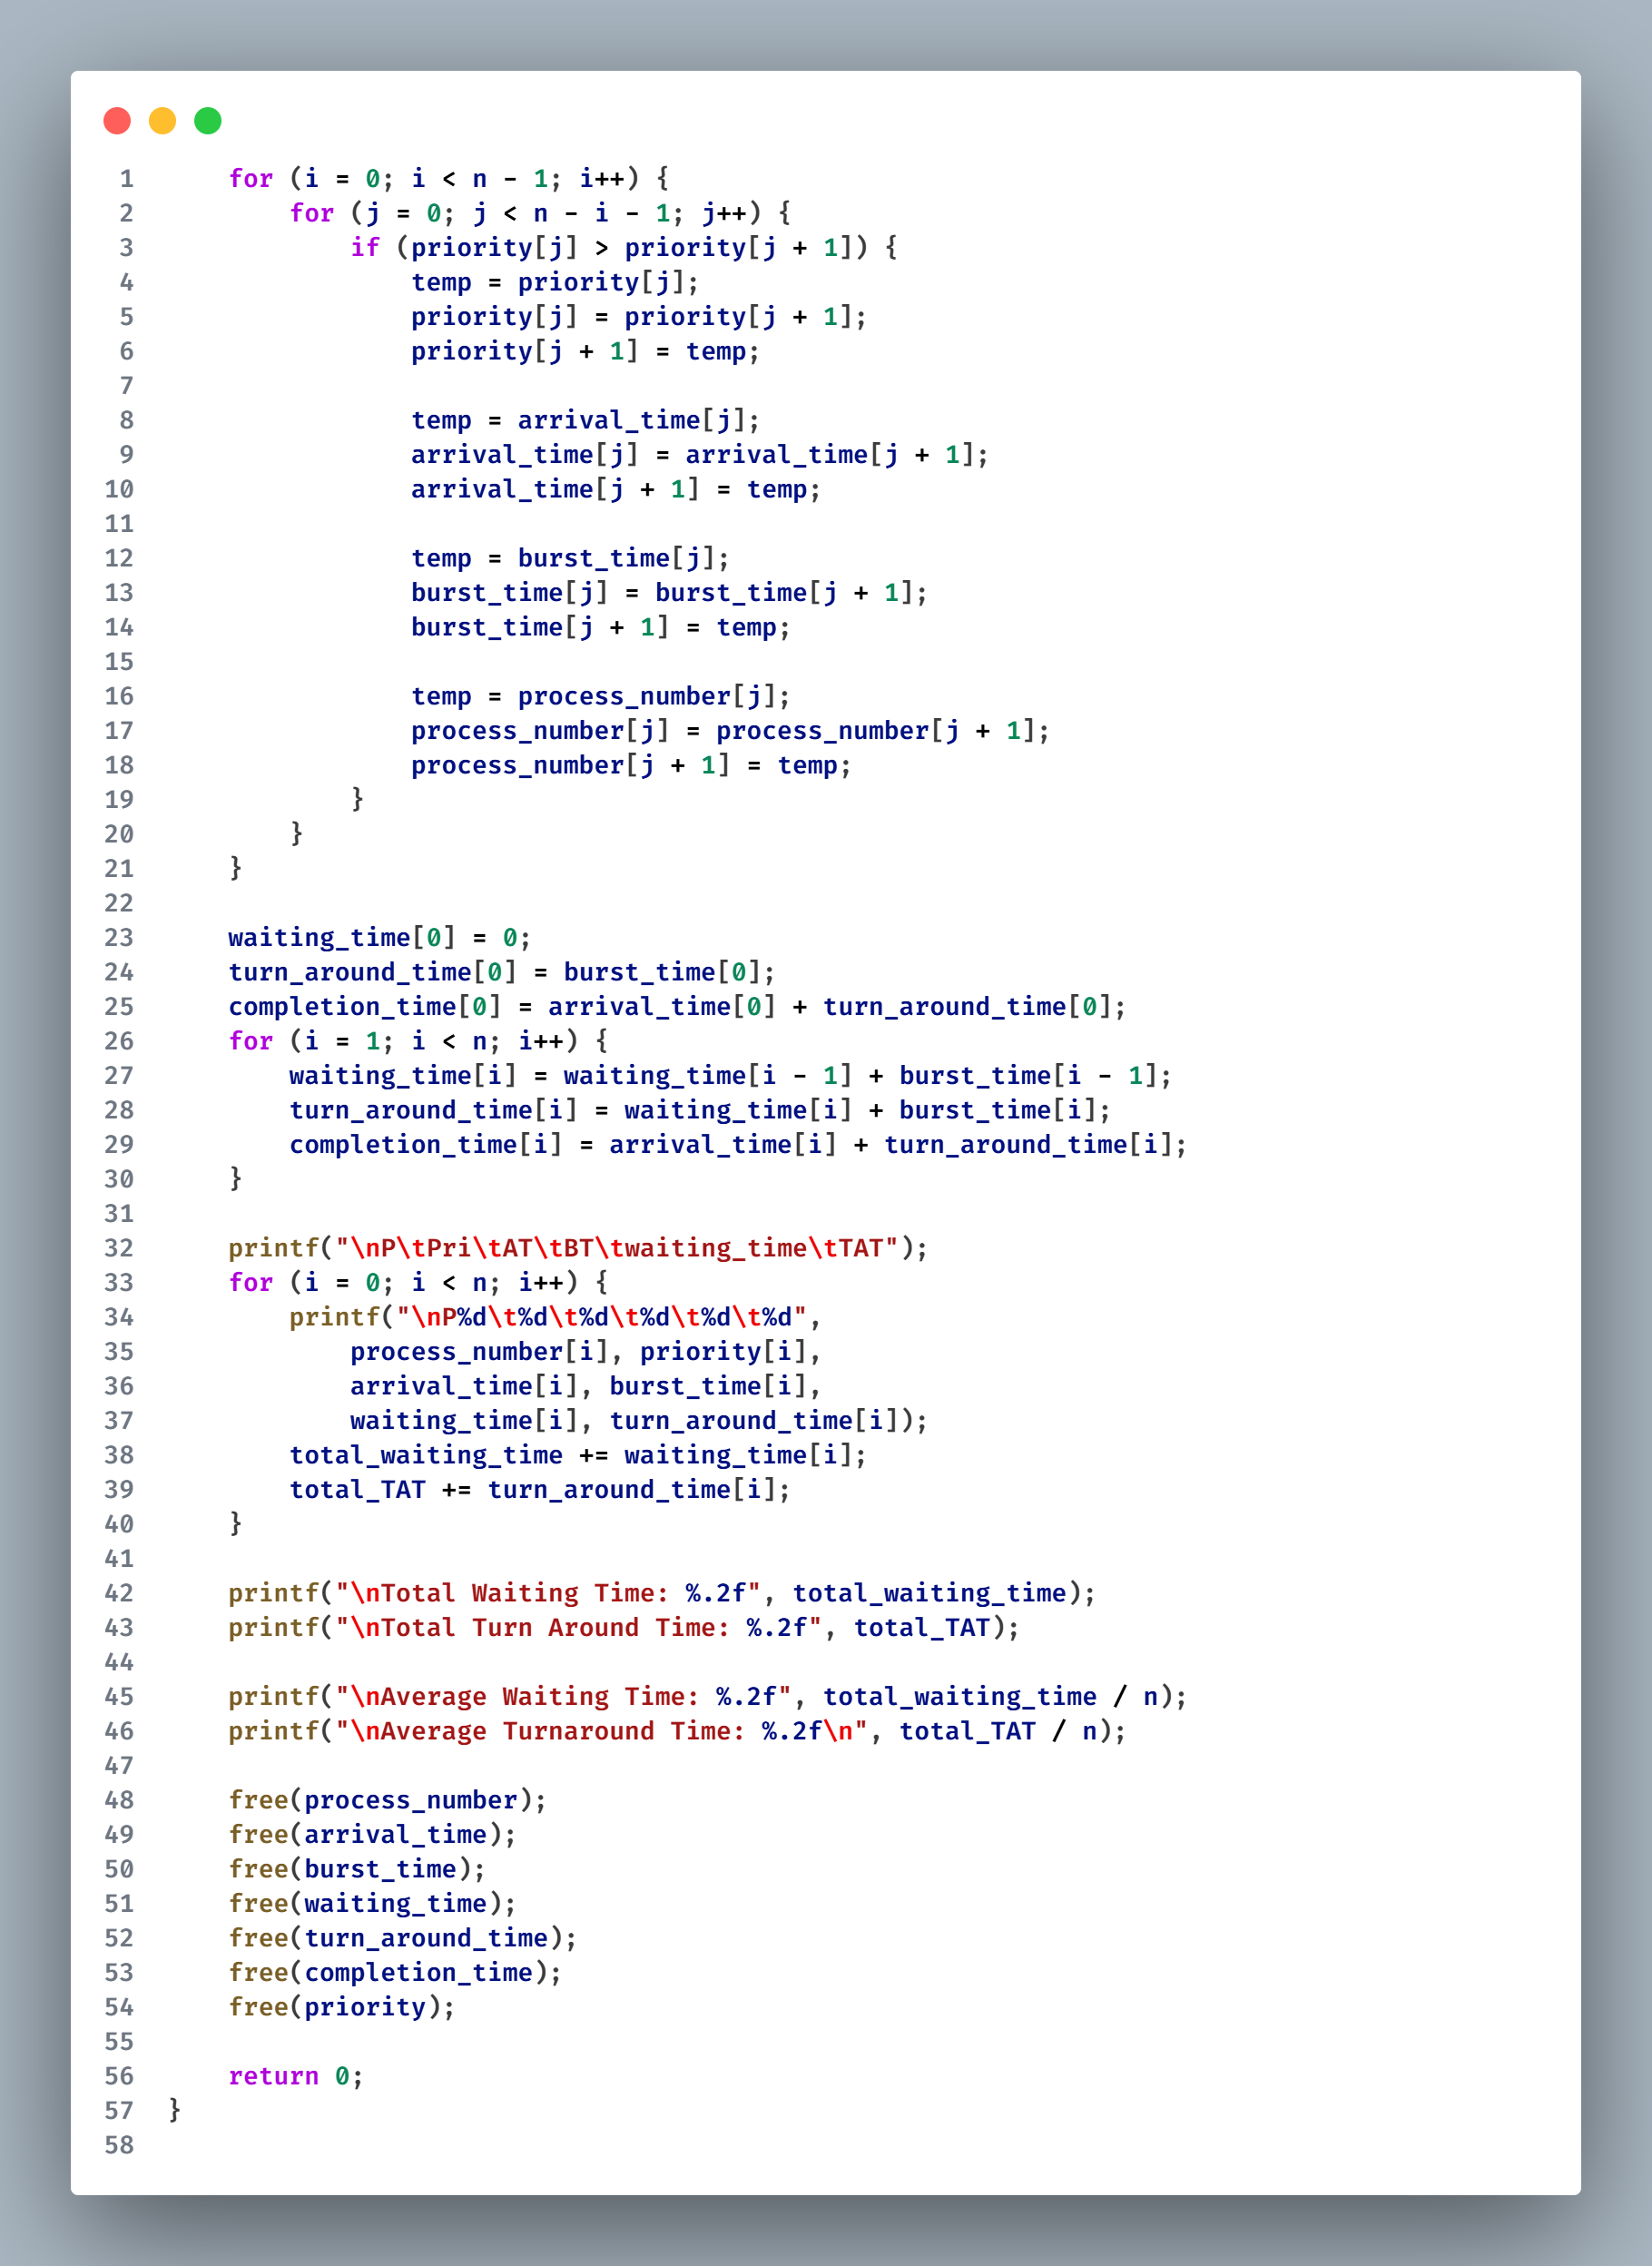 1    for (i = 0; i < n - 1; i++) {
2        for (j = 0; j < n - i - 1; j++) {
3            if (priority[j] > priority[j + 1]) {
4                temp = priority[j];
5                priority[j] = priority[j + 1];
6                priority[j + 1] = temp;
7
8                temp = arrival_time[j];
9                arrival_time[j] = arrival_time[j + 1];
10                arrival_time[j + 1] = temp;
11
12                temp = burst_time[j];
13                burst_time[j] = burst_time[j + 1];
14                burst_time[j + 1] = temp;
15
16                temp = process_number[j];
17                process_number[j] = process_number[j + 1];
18                process_number[j + 1] = temp;
19            }
20        }
21    }
22
23    waiting_time[0] = 0;
24    turn_around_time[0] = burst_time[0];
25    completion_time[0] = arrival_time[0] + turn_around_time[0];
26    for (i = 1; i < n; i++) {
27        waiting_time[i] = waiting_time[i - 1] + burst_time[i - 1];
28        turn_around_time[i] = waiting_time[i] + burst_time[i];
29        completion_time[i] = arrival_time[i] + turn_around_time[i];
30    }
31
32    printf("\nP\tPri\tAT\tBT\twaiting_time\tTAT");
33    for (i = 0; i < n; i++) {
34        printf("\nP%d\t%d\t%d\t%d\t%d\t%d",
35            process_number[i], priority[i],
36            arrival_time[i], burst_time[i],
37            waiting_time[i], turn_around_time[i]);
38        total_waiting_time += waiting_time[i];
39        total_TAT += turn_around_time[i];
40    }
41
42    printf("\nTotal Waiting Time: %.2f", total_waiting_time);
43    printf("\nTotal Turn Around Time: %.2f", total_TAT);
44
45    printf("\nAverage Waiting Time: %.2f", total_waiting_time / n);
46    printf("\nAverage Turnaround Time: %.2f\n", total_TAT / n);
47
48    free(process_number);
49    free(arrival_time);
50    free(burst_time);
51    free(waiting_time);
52    free(turn_around_time);
53    free(completion_time);
54    free(priority);
55
56    return 0;
57 }
58